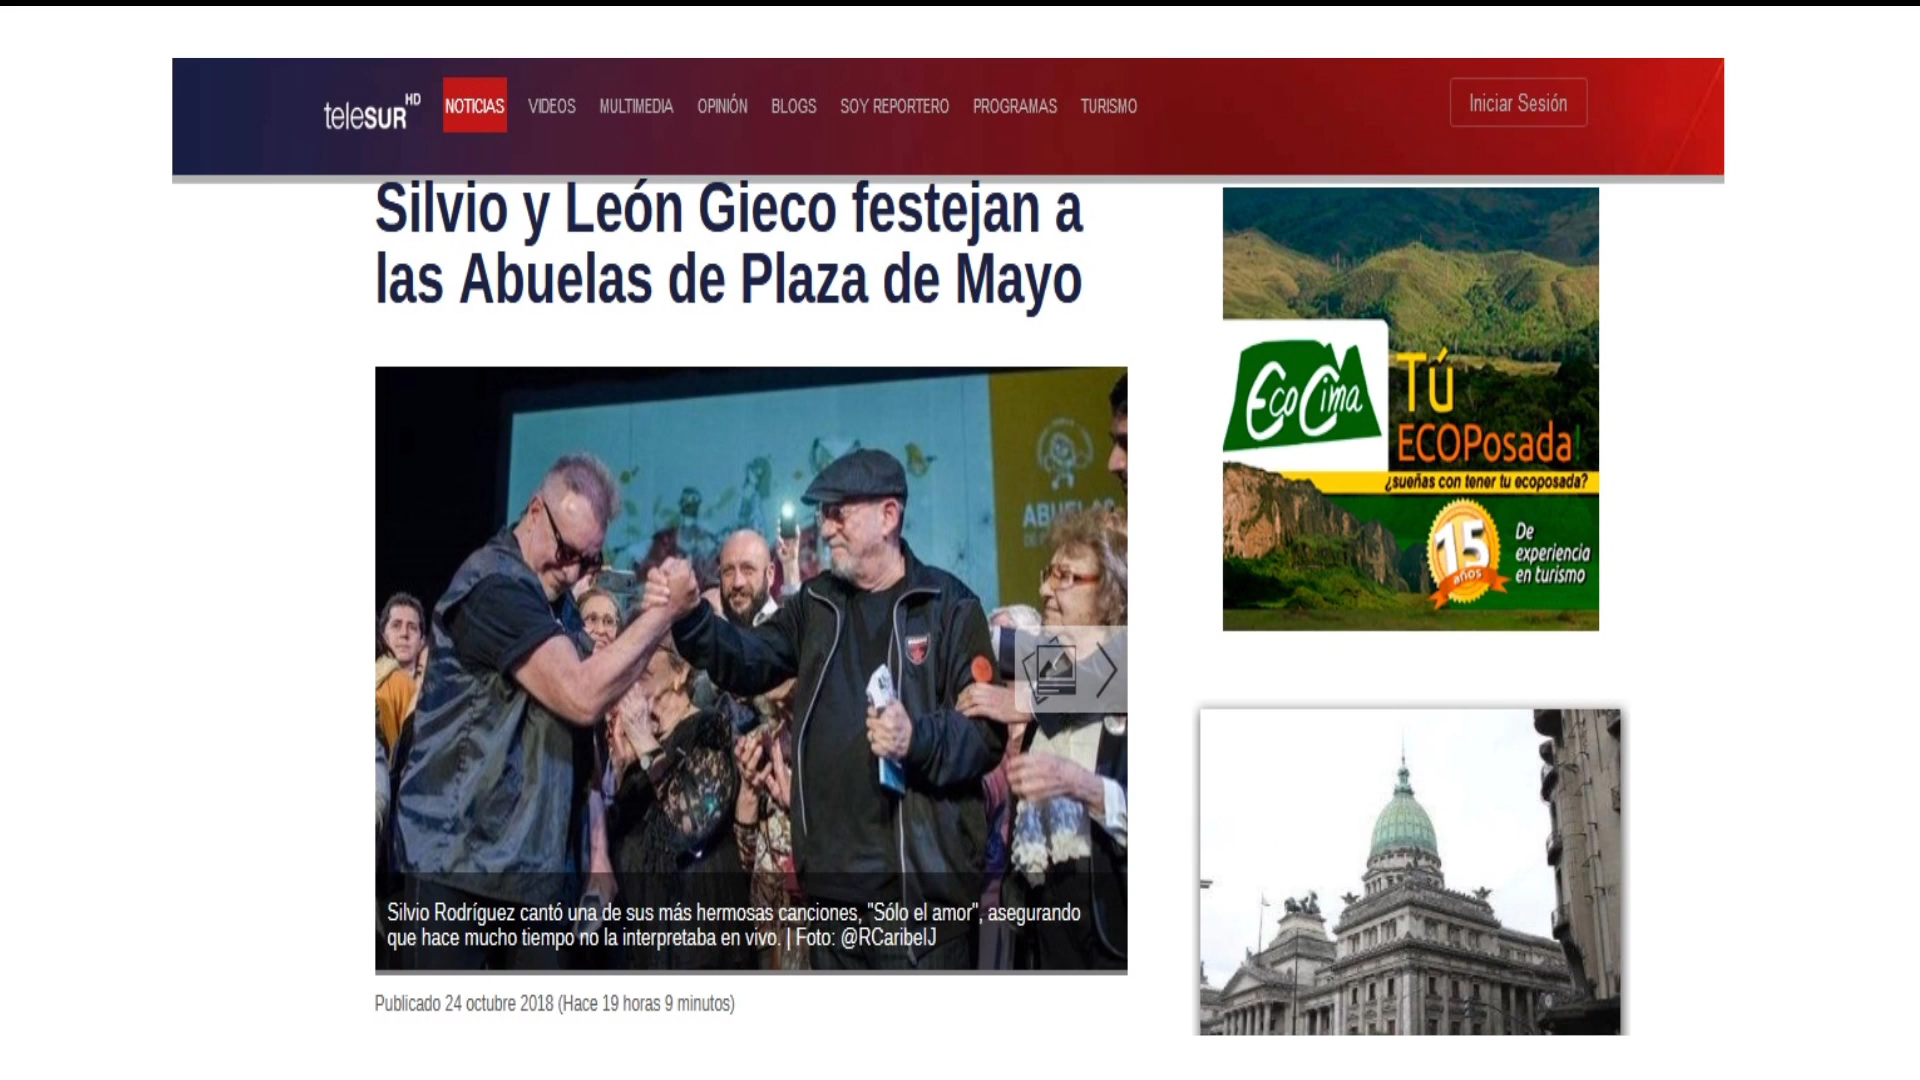 teleSUR HD
NOTICIAS VIDEOS MULTIMEDIA OPINIÓN BLOGS SOY REPORTERO PROGRAMAS TURISMO
Iniciar Sesión
Silvio y León Gieco festejan a
las Abuelas de Plaza de Mayo
ABUELAS
Silvio Rodríguez cantó una de sus más hermosas canciones, "Sólo el amor", asegurando
que hace mucho tiempo no la interpretaba en vivo. | Foto: @RCaribeIJ
Publicado 24 octubre 2018 (Hace 19 horas 9 minutos)
EcoCima
Tú
ECOPosada!
¿sueñas con tener tu ecoposada?
15
años
De
experiencia
en turismo